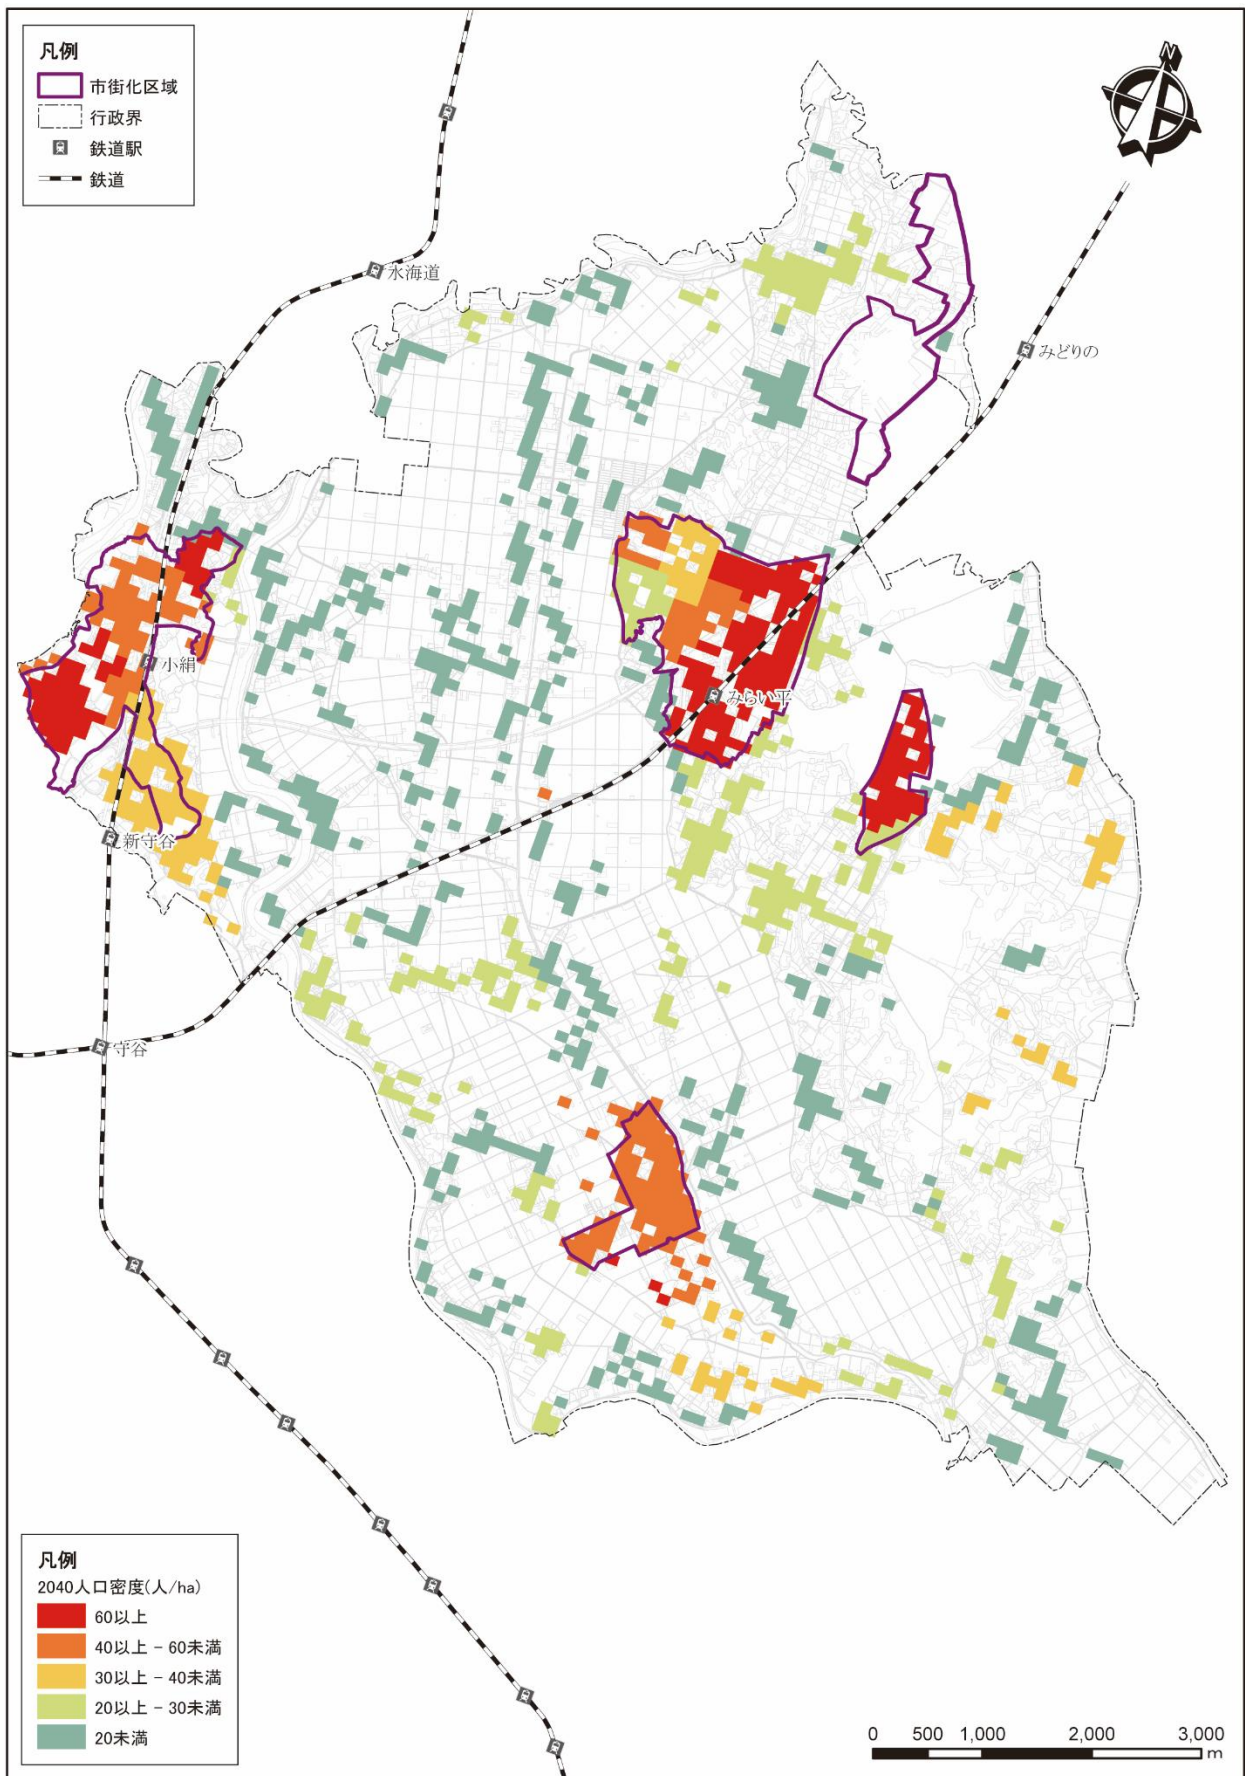 凡例
市街化区域
行政界
鉄道駅
鉄道
N
水海道
みどりの
小絹
みらい平
新守谷
守谷
凡例
2040人口密度(人/ha)
60以上
40以上 − 60未満
30以上 − 40未満
20以上 − 30未満
20未満
0 500 1,000 2,000 3,000
m